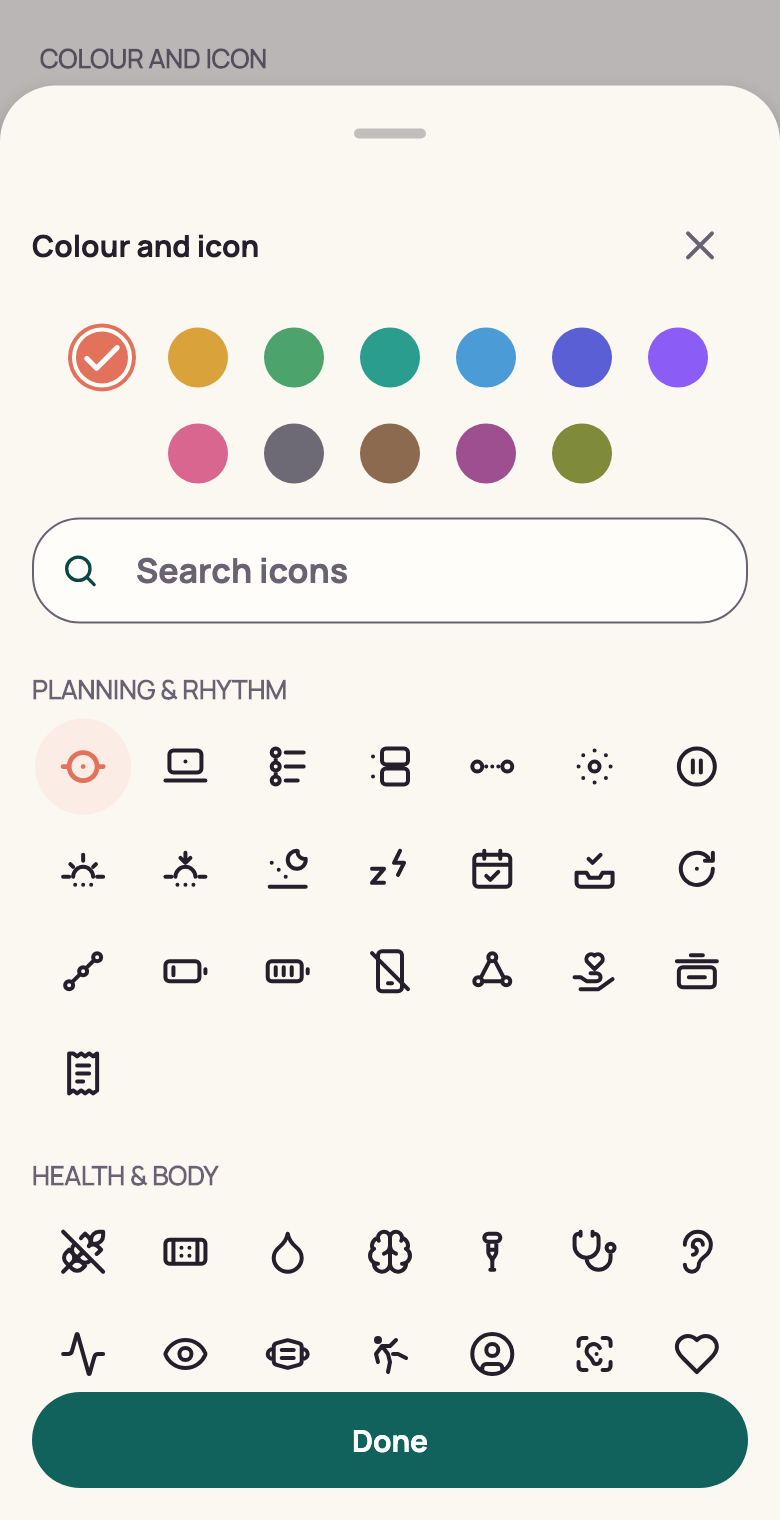 COLOUR AND ICON
Colour and icon
Search icons
PLANNING & RHYTHM
HEALTH & BODY
Done